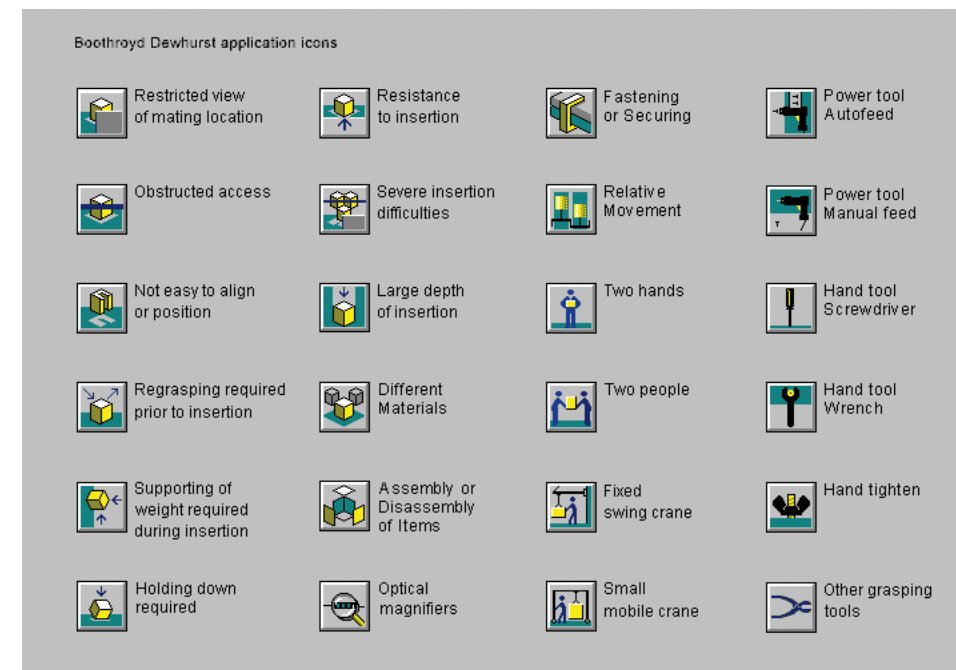 Boothroyd Dewhurst application icons
Restricted view
of mating location
Resistance
to insertion
Fastening
or Securing
Power tool
Autofeed
Obstructed access
Severe insertion
difficulties
Relative
Movement
Power tool
Manual feed
Not easy to align
or position
Large depth
of insertion
Two hands
Hand tool
Screwdriver
Regrasping required
prior to insertion
Different
Materials
Two people
Hand tool
Wrench
Supporting of
weight required
during insertion
Assembly or
Disassembly
of Items
Fixed
swing crane
Hand tighten
Holding down
required
Optical
magnifiers
Small
mobile crane
Other grasping
tools